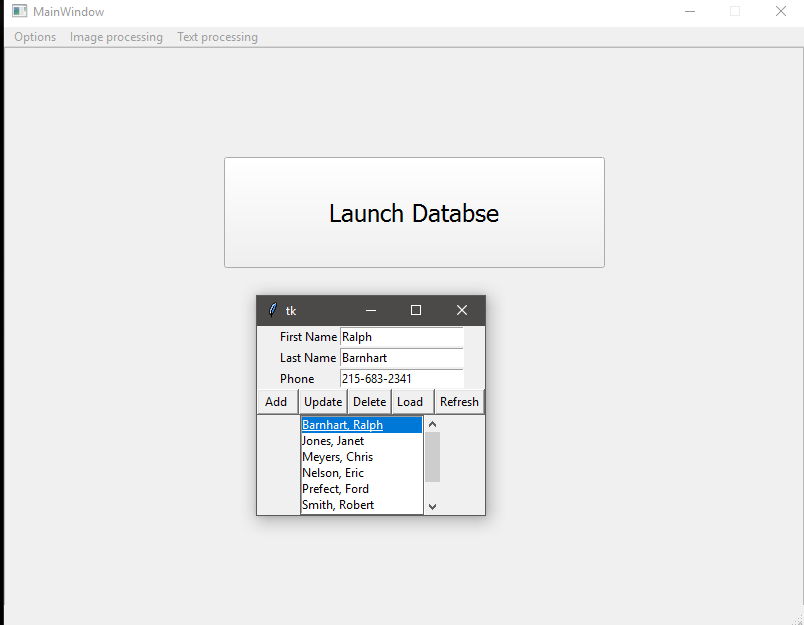 MainWindow
Options Image processing Text processing
Launch Databse
tk
First Name Ralph
Last Name Barnhart
Phone 215-683-2341
Add Update Delete Load Refresh
Barnhart, Ralph
Jones, Janet
Meyers, Chris
Nelson, Eric
Prefect, Ford
Smith, Robert